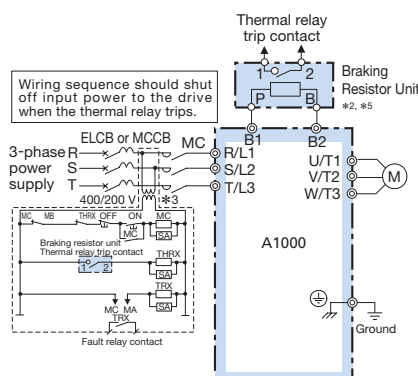 Thermal relay
trip contact
1 2
P B
Braking
Resistor Unit
*2, *5
Wiring sequence should shut
off input power to the drive
when the thermal relay trips.
B1 B2
ELCB or MCCB MC
3-phase
power
supply
R R/L1
S S/L2
T T/L3
U/T1
V/T2
W/T3
M
400/200 V *3
A1000
MC MB THRX OFF ON MC
MC
SA
Braking resistor unit
Thermal relay trip contact
1 2
THRX
SA
TRX
SA
MC MA
TRX
Fault relay contact
Ground